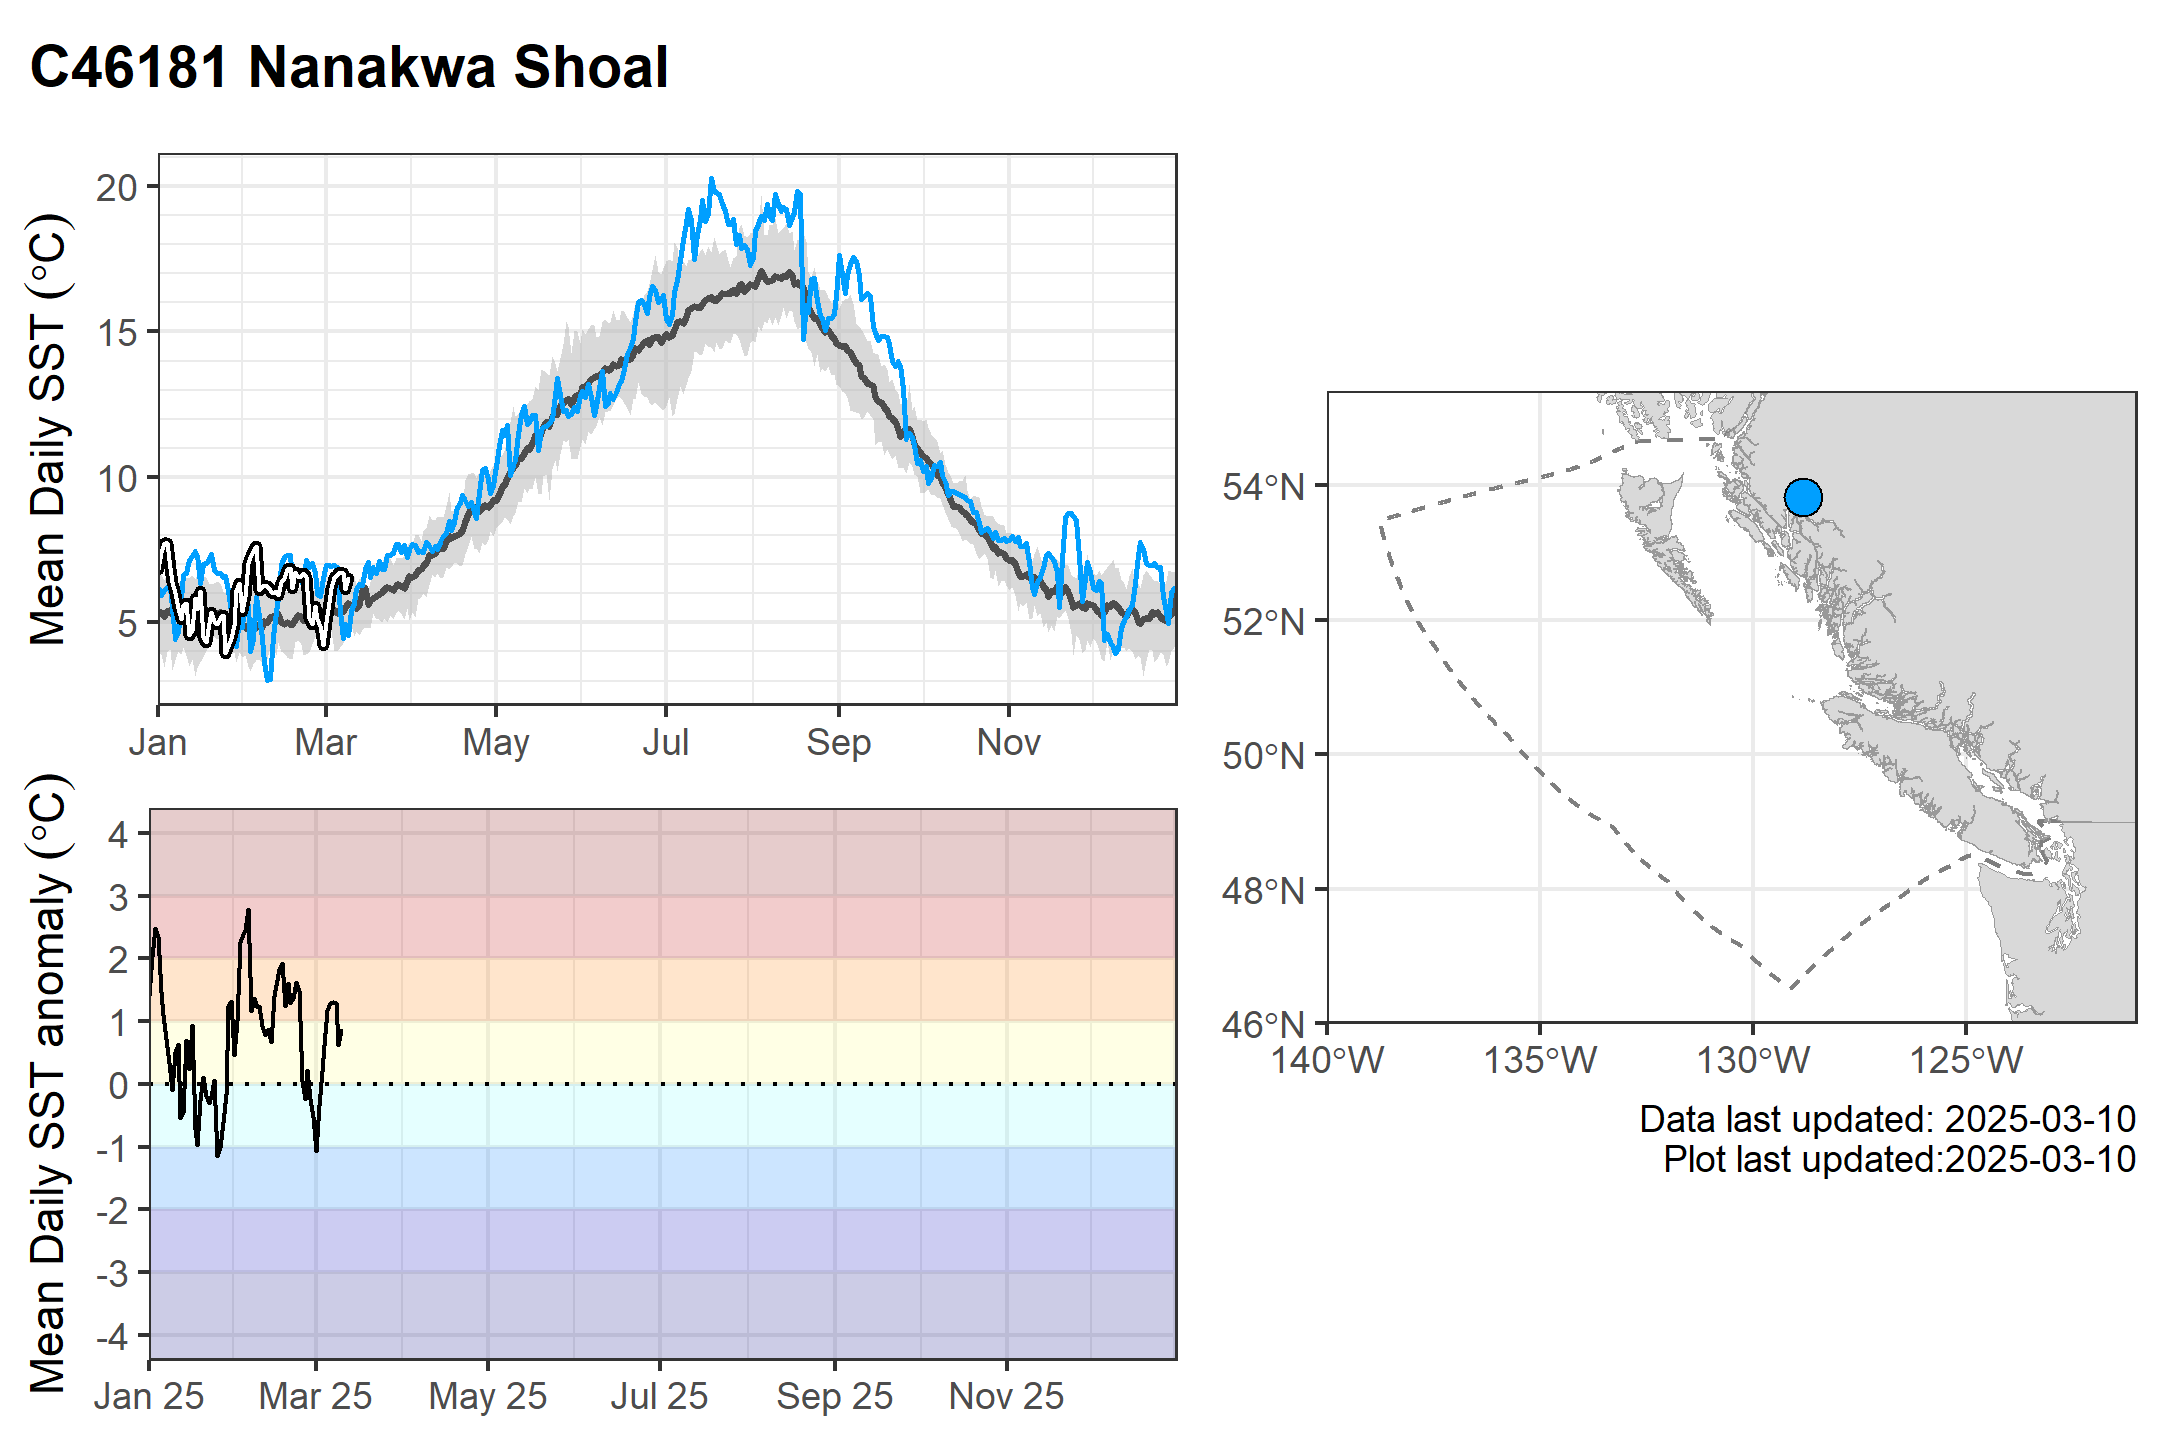 C46181 Nanakwa Shoal
Mean Daily SST (°C)
20
15
10
5
Jan Mar May Jul Sep Nov
Mean Daily SST anomaly (°C)
4
3
2
1
0
-1
-2
-3
-4
Jan 25 Mar 25 May 25 Jul 25 Sep 25 Nov 25
54°N
52°N
50°N
48°N
46°N
140°W 135°W 130°W 125°W
Data last updated: 2025-03-10
Plot last updated:2025-03-10